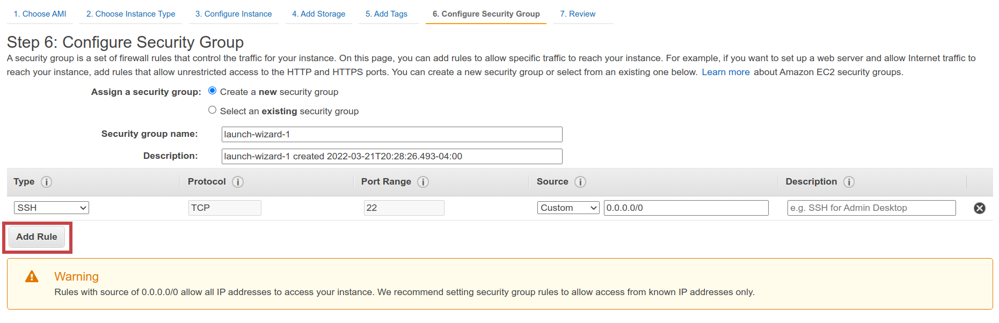 1. Choose AMI 2. Choose Instance Type 3. Configure Instance 4. Add Storage 5. Add Tags 6. Configure Security Group 7. Review
Step 6: Configure Security Group
A security group is a set of firewall rules that control the traffic for your instance. On this page, you can add rules to allow specific traffic to reach your instance. For example, if you want to set up a web server and allow Internet traffic to
reach your instance, add rules that allow unrestricted access to the HTTP and HTTPS ports. You can create a new security group or select from an existing one below. Learn more about Amazon EC2 security groups.
Assign a security group: Create a new security group
Select an existing security group
Security group name: launch-wizard-1
Description: launch-wizard-1 created 2022-03-21T20:28:26.493-04:00
Type i Protocol i Port Range i Source i Description i
SSH TCP 22 Custom 0.0.0.0/0 e.g. SSH for Admin Desktop
Add Rule
Warning
Rules with source of 0.0.0.0/0 allow all IP addresses to access your instance. We recommend setting security group rules to allow access from known IP addresses only.